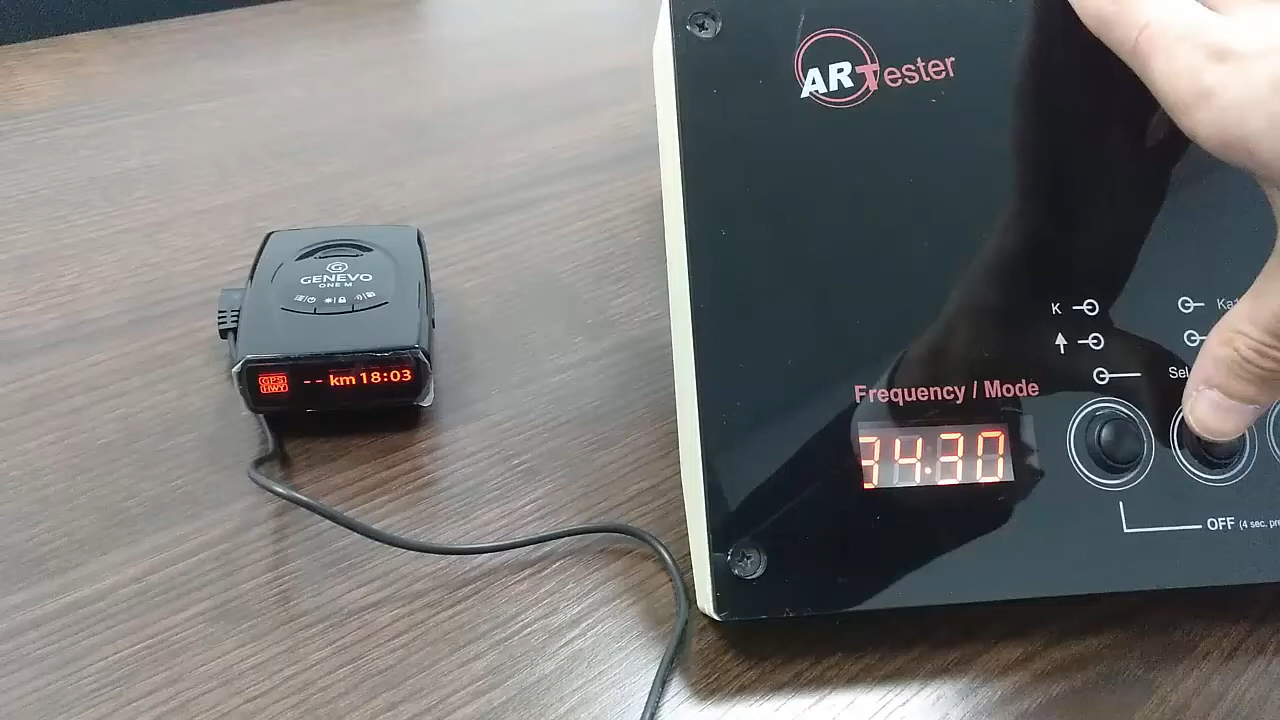 ARTester
GENEVO
ONE M
GPS
HWY
-- km 18:03
K
Frequency / Mode
34.30
OFF (4 sec.